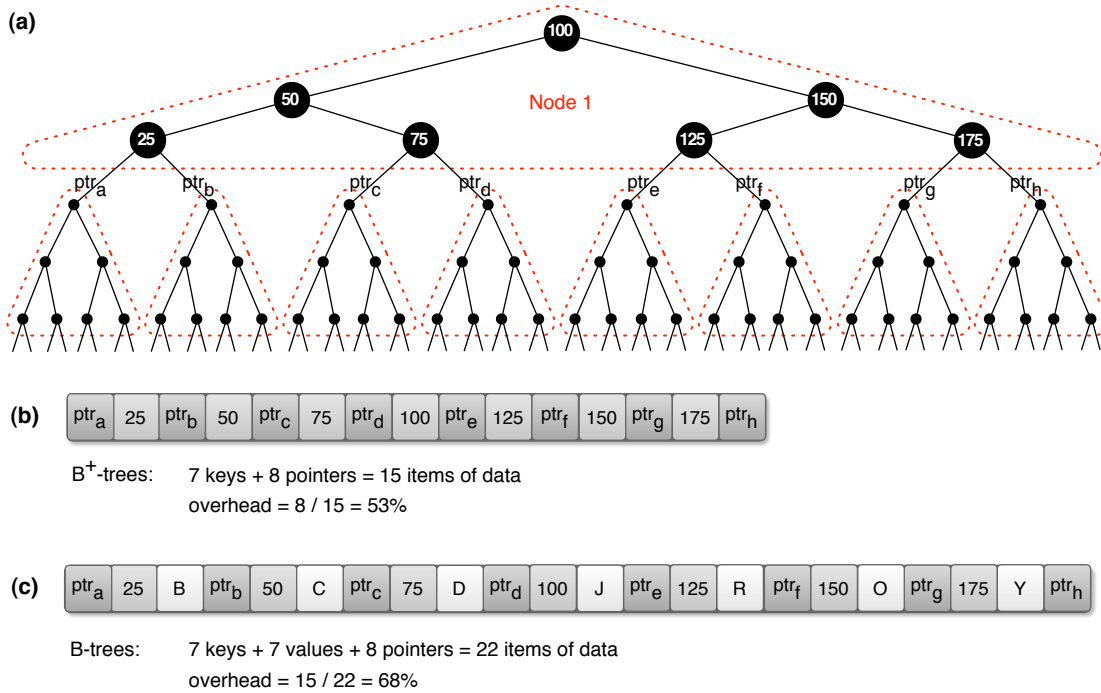 (a)
100
50
Node 1
150
25
75
125
175
ptra ptrb ptrc ptrd ptre ptrf ptrg ptrh
(b) ptra 25 ptrb 50 ptrc 75 ptrd 100 ptre 125 ptrf 150 ptrg 175 ptrh
B+-trees: 7 keys + 8 pointers = 15 items of data
overhead = 8 / 15 = 53%
(c) ptra 25 B ptrb 50 C ptrc 75 D ptrd 100 J ptre 125 R ptrf 150 O ptrg 175 Y ptrh
B-trees: 7 keys + 7 values + 8 pointers = 22 items of data
overhead = 15 / 22 = 68%